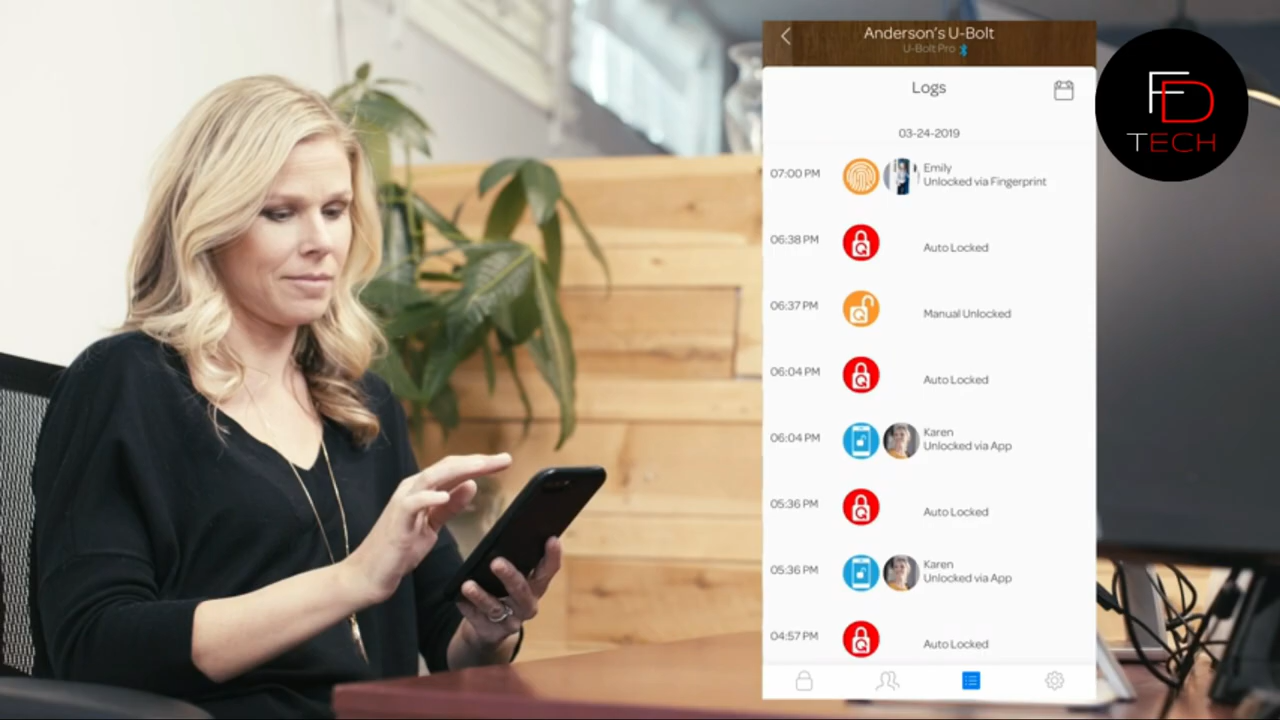 Anderson's U-Bolt
U-Bolt Pro
Logs
03-24-2019
07:00 PM
Emily
Unlocked via Fingerprint
06:38 PM
Auto Locked
06:37 PM
Manual Unlocked
06:04 PM
Auto Locked
06:04 PM
Karen
Unlocked via App
05:36 PM
Auto Locked
05:36 PM
Karen
Unlocked via App
04:57 PM
Auto Locked
FD
TECH